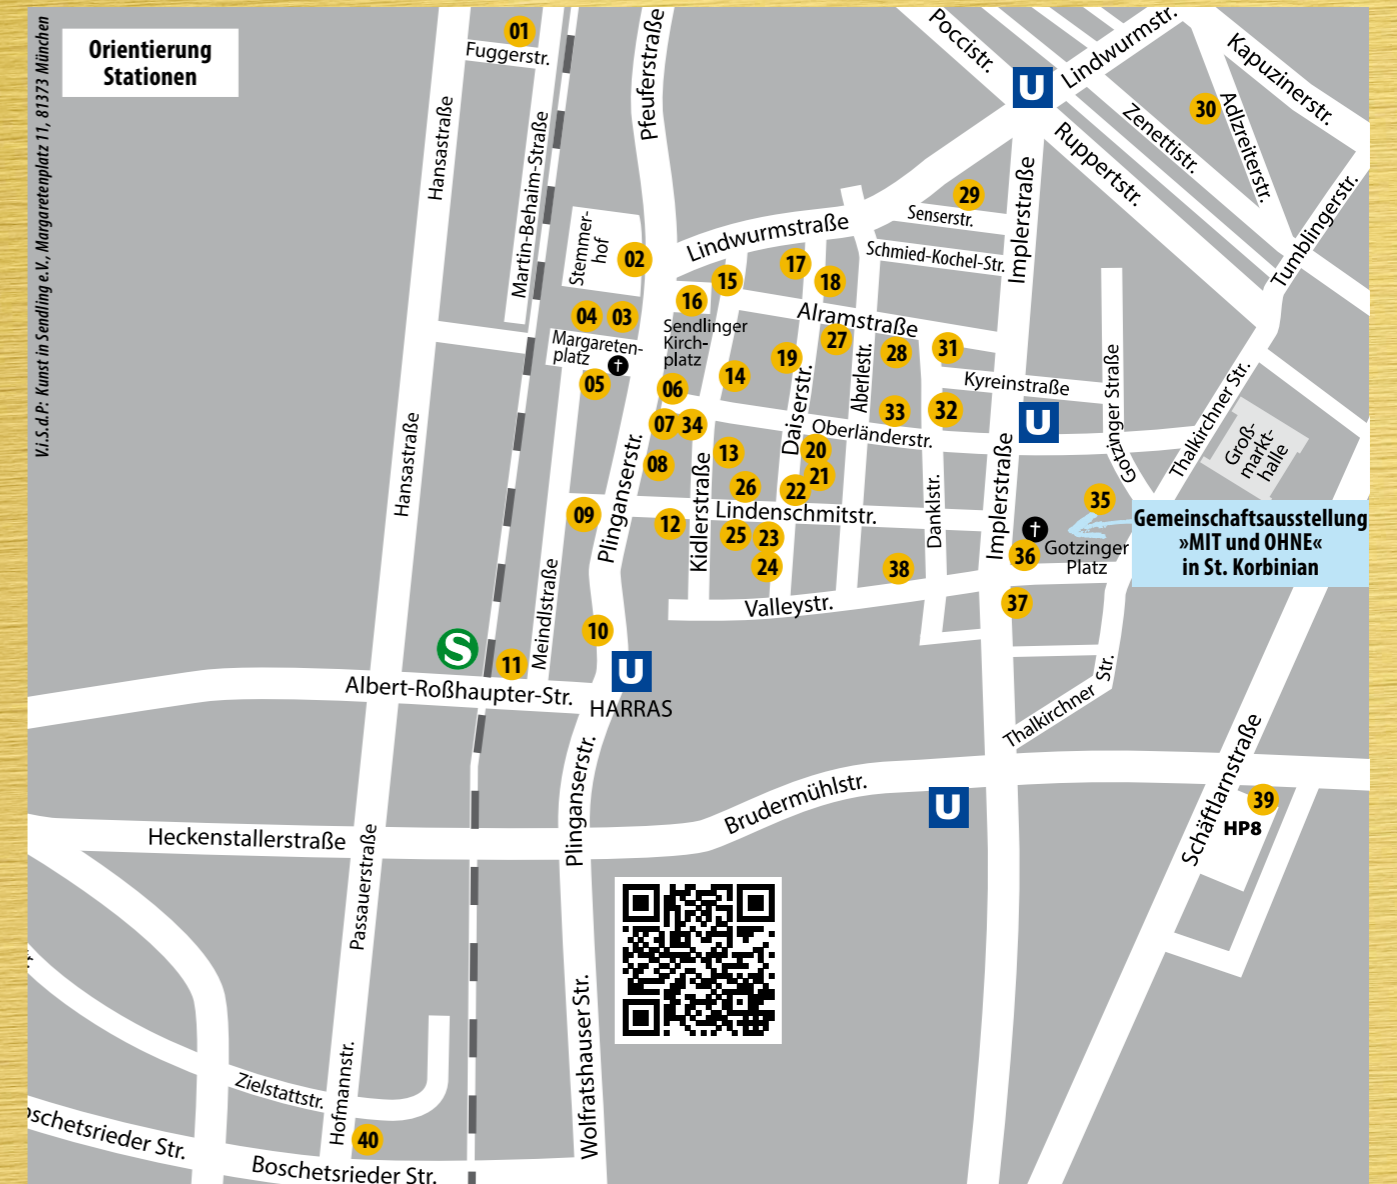 V.i.S.d.P: Kunst in Sendling e.V., Margaretenplatz 11, 81373 München
Orientierung
Stationen
01
Fuggerstr.
Hansastraße
Martin-Behaim-Straße
Pfeuferstraße
Poccistr.
U
Lindwurmstr.
Kapuzinerstr.
30
Adlzreiterstr.
Zenettistr.
Ruppertstr.
Tumblingerstr.
29
Senserstr.
Implerstraße
Schmied-Kochel-Str.
Lindwurmstraße
Stemmer-
hof
02
17
18
15
16
04
03
Sendlinger
Kirch-
platz
Margareten-
platz
05
06
Alramstraße
27
28
31
19
14
Aberlestr.
Daiserstr.
Kyreinstraße
Gotzinger Straße
Thalkirchner Str.
Groß-
markt-
halle
33
32
U
07
34
Oberländerstr.
Hansastraße
08
13
20
21
26
22
Plinganserstr.
Kidlerstraße
Danklstr.
Implerstraße
35
09
12
Lindenschmitstr.
25
23
24
38
36
Gotzinger
Platz
Gemeinschaftsausstellung
»MIT und OHNE«
in St. Korbinian
37
Valleystr.
Meindlstraße
10
S
11
U
HARRAS
Albert-Roßhaupter-Str.
Thalkirchner Str.
Plinganserstr.
Brudermühlstr.
U
Schäftlarnstraße
39
HP8
Heckenstallerstraße
Passauerstraße
Wolfratshauser Str.
Zielstattstr.
Hofmannstr.
40
oschetsrieder Str.
Boschetsrieder Str.